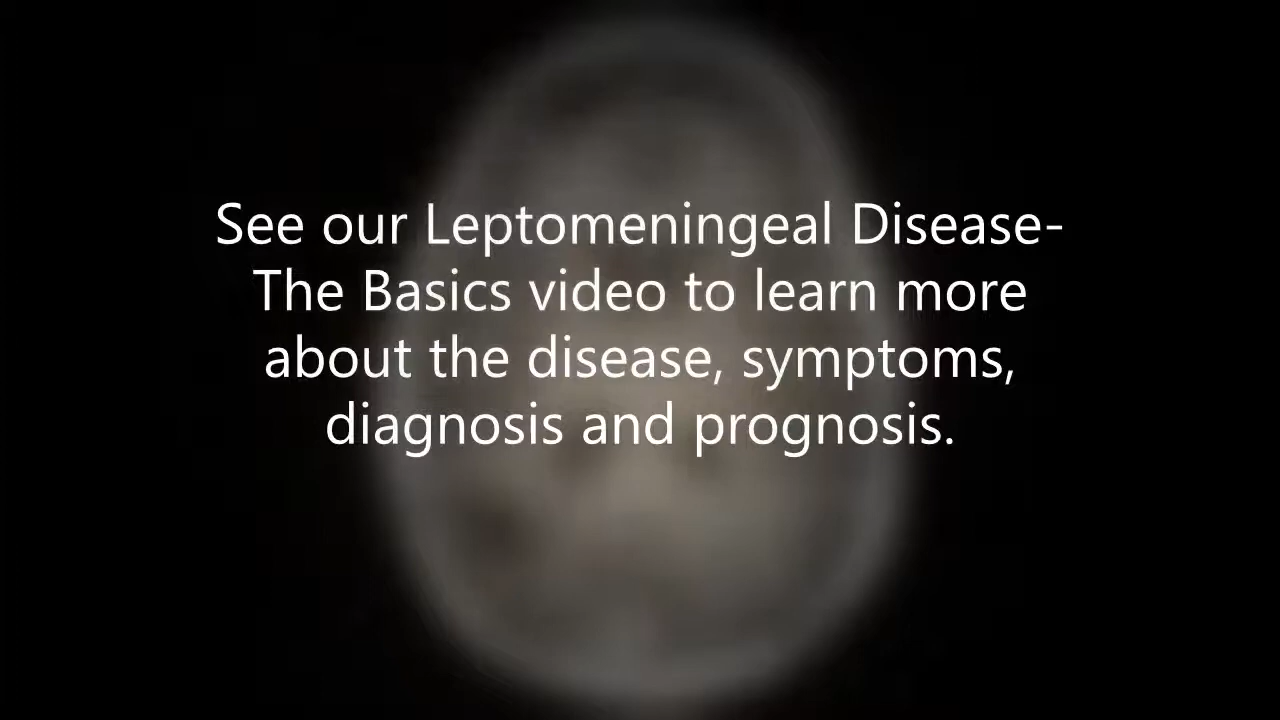 See our Leptomeningeal Disease-
The Basics video to learn more
about the disease, symptoms,
diagnosis and prognosis.